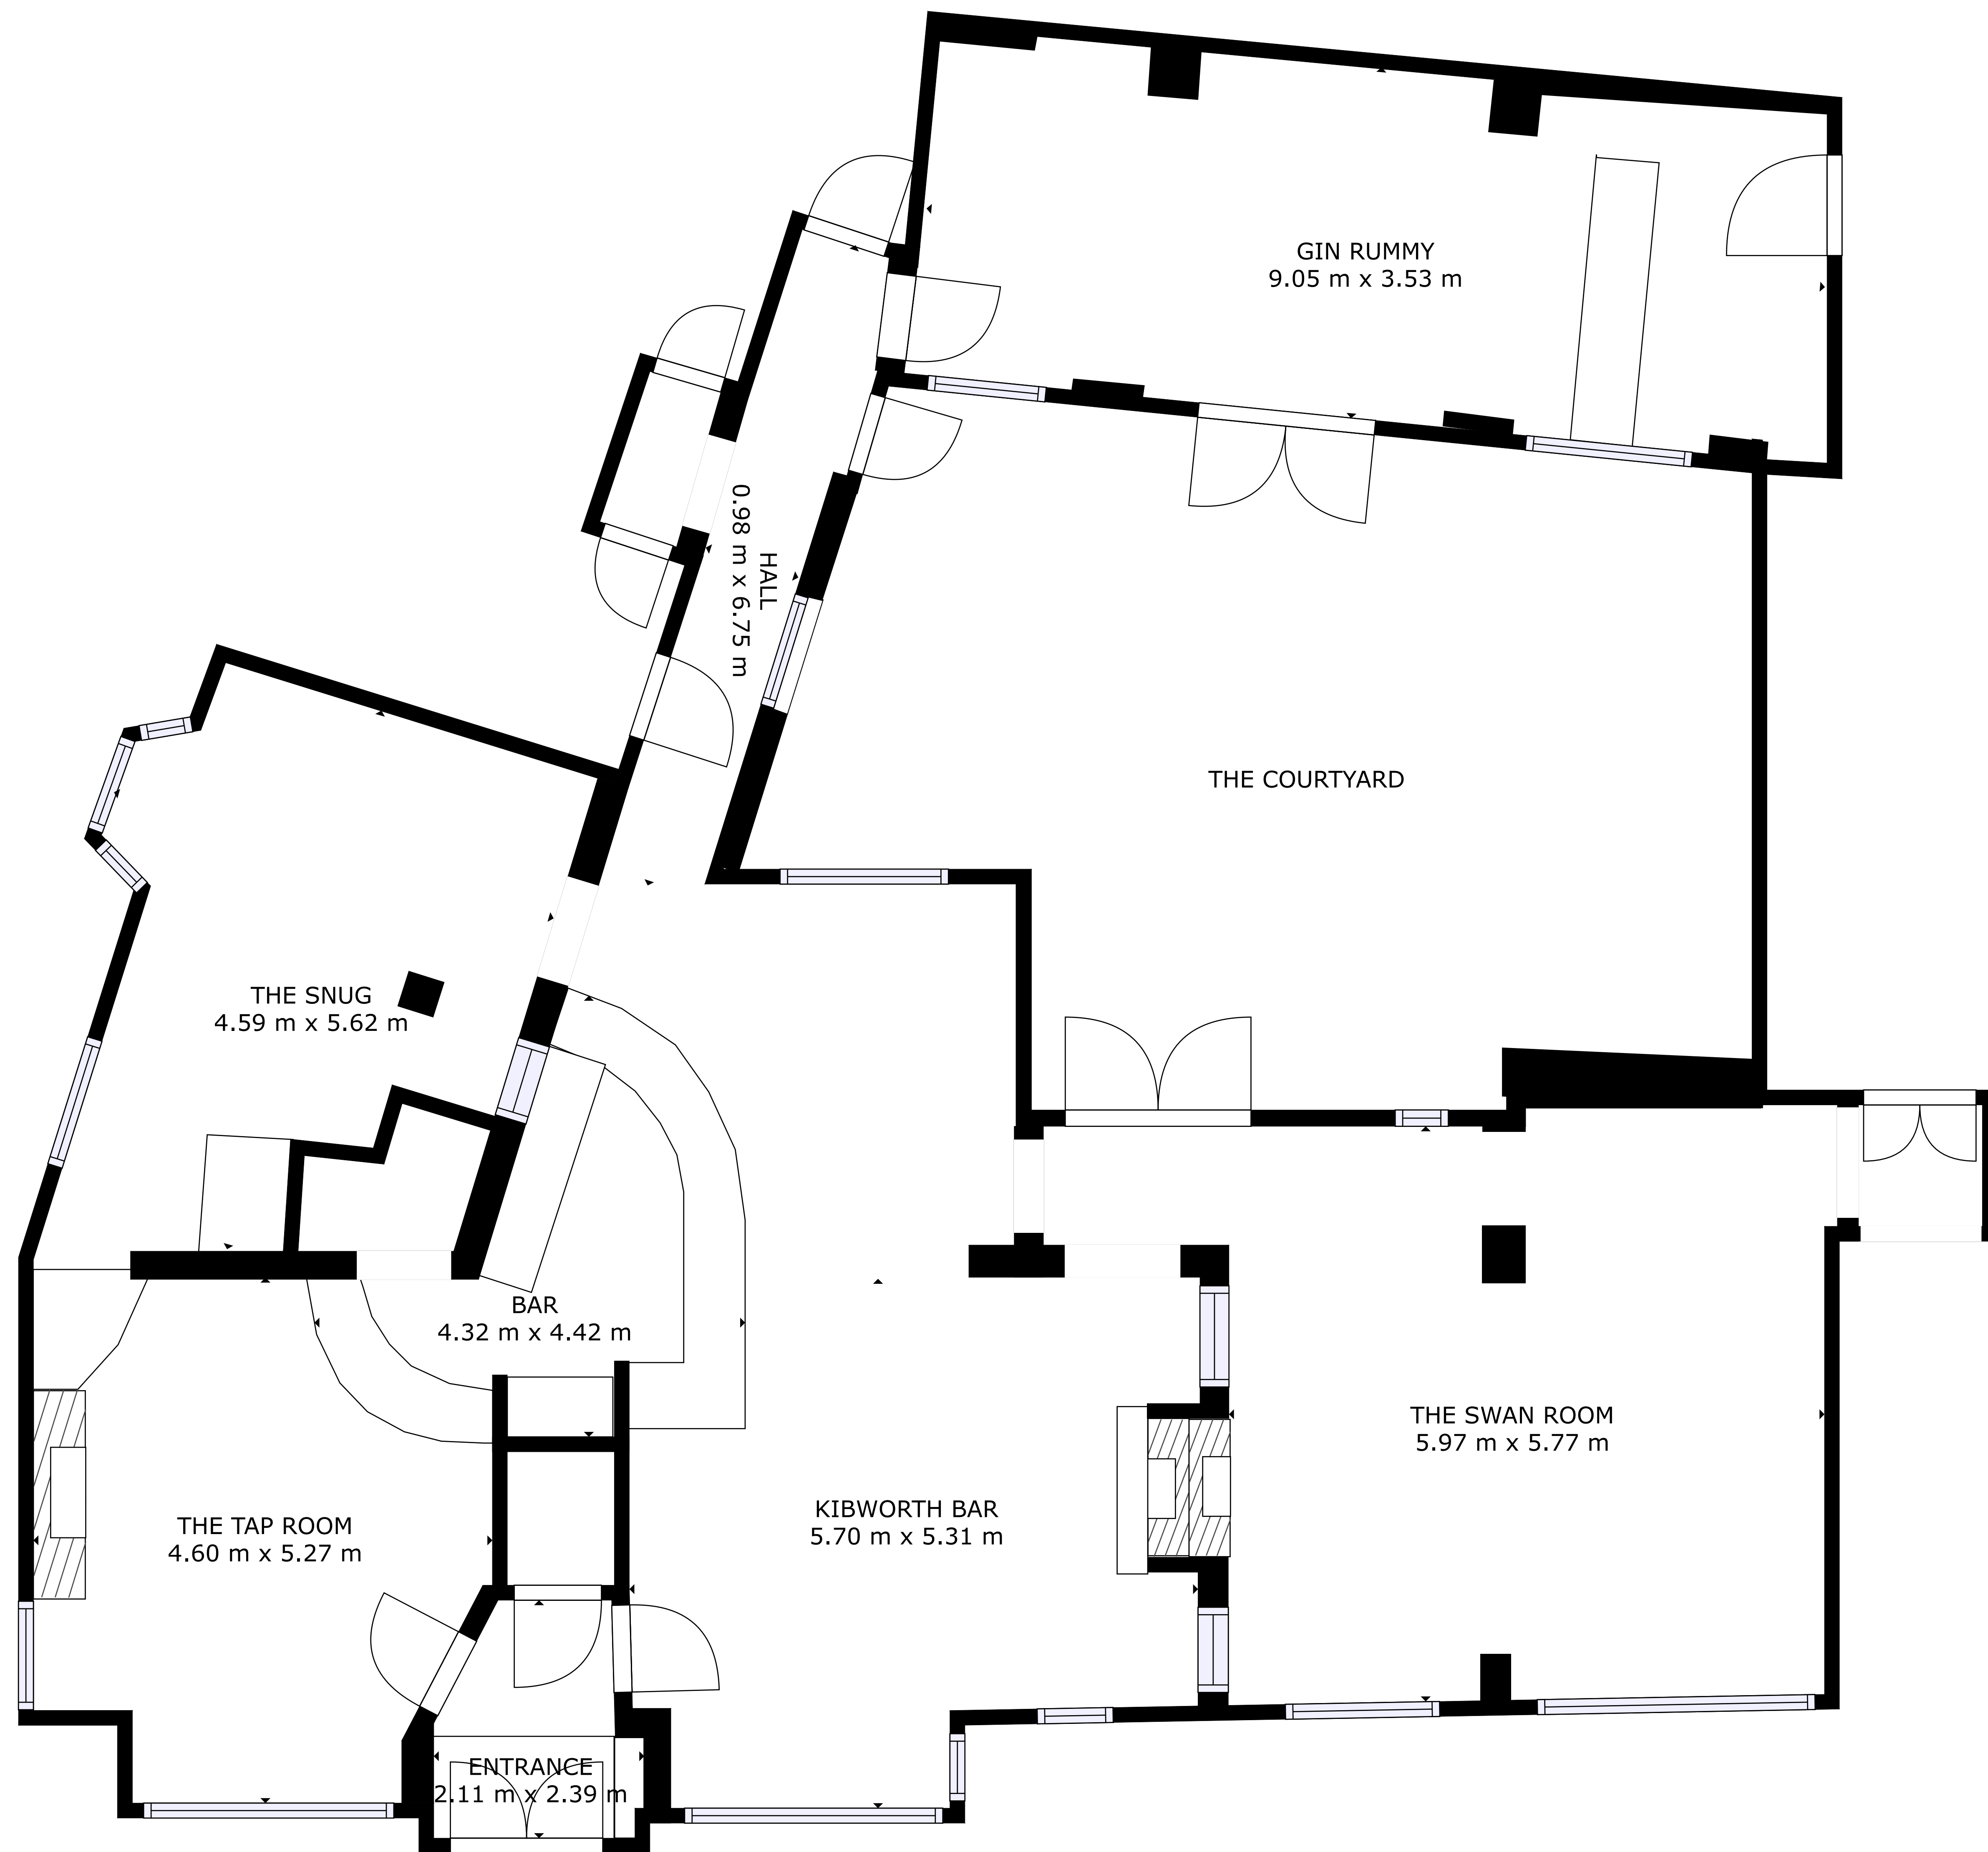 GIN RUMMY
9.05 m x 3.53 m
HALL
0.98 m x 6.75 m
THE COURTYARD
THE SNUG
4.59 m x 5.62 m
BAR
4.32 m x 4.42 m
THE SWAN ROOM
5.97 m x 5.77 m
KIBWORTH BAR
5.70 m x 5.31 m
THE TAP ROOM
4.60 m x 5.27 m
ENTRANCE
2.11 m x 2.39 m